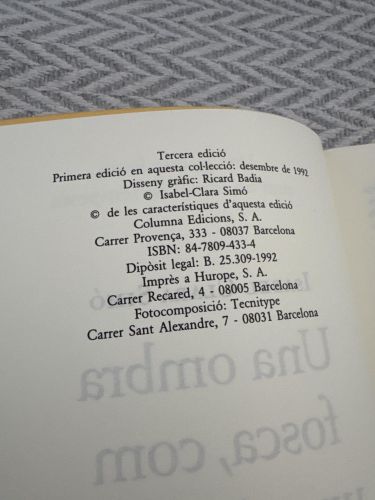 Tercera edició
Primera edició en aquesta col·lecció: desembre de 1992
Disseny gràfic: Ricard Badia
© Isabel-Clara Simó
© de les característiques d'aquesta edició
Columna Edicions, S. A.
Carrer Provença, 333 - 08037 Barcelona
ISBN: 84-7809-433-4
Dipòsit legal: B. 25.309-1992
Imprès a Hurope, S. A.
Carrer Recared, 4 - 08005 Barcelona
Fotocomposició: Tecnitype
Carrer Sant Alexandre, 7 - 08031 Barcelona
Una ombra
fosca, com